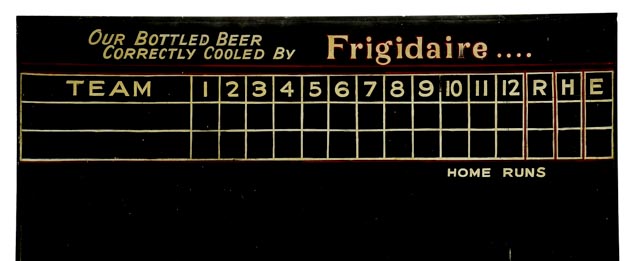 OUR BOTTLED BEER
CORRECTLY COOLED BY Frigidaire ....
TEAM 1 2 3 4 5 6 7 8 9 10 11 12 R H E
HOME RUNS